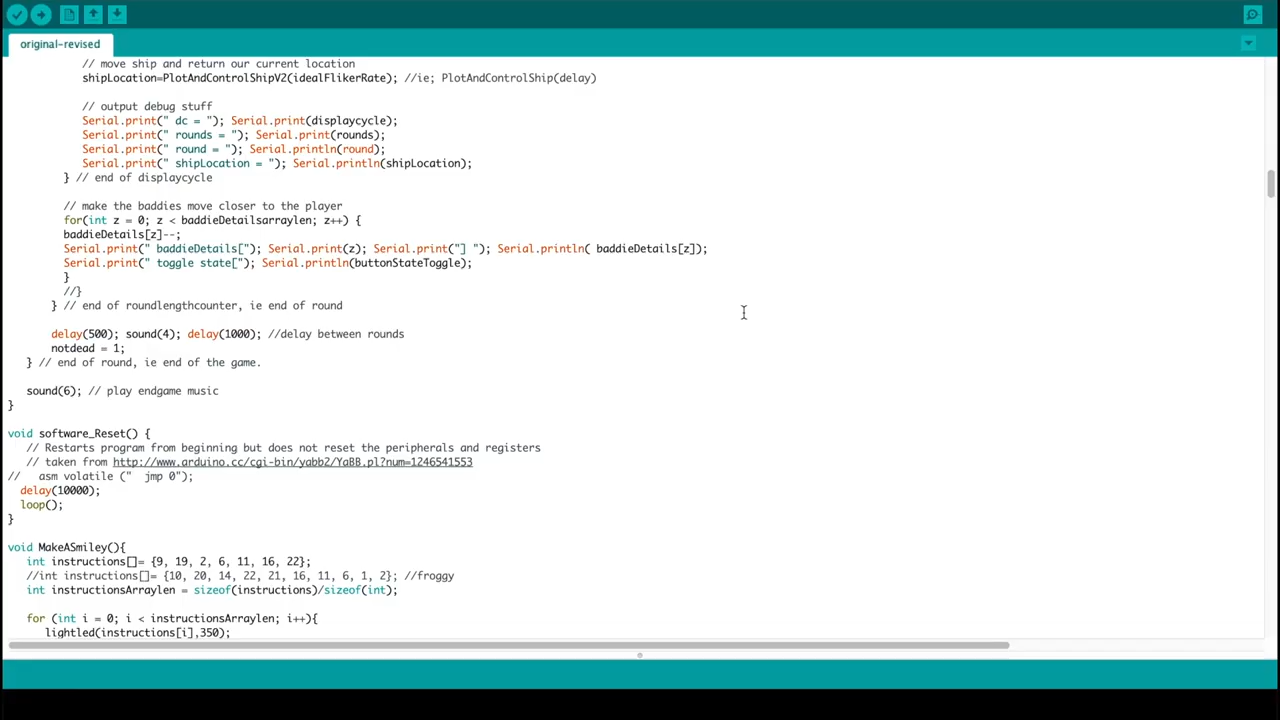 original-revised
// move ship and return our current location
shipLocation=PlotAndControlShipV2(idealFlikerRate); //ie; PlotAndControlShip(delay)
// output debug stuff
Serial.print(" dc = "); Serial.print(displaycycle);
Serial.print(" rounds = "); Serial.print(rounds);
Serial.print(" round = "); Serial.println(round);
Serial.print(" shipLocation = "); Serial.println(shipLocation);
} // end of displaycycle
// make the baddies move closer to the player
for(int z = 0; z < baddieDetailsarraylen; z++) {
baddieDetails[z]--;
Serial.print(" baddieDetails["); Serial.print(z); Serial.print("] "); Serial.println( baddieDetails[z]);
Serial.print(" toggle state["); Serial.println(buttonStateToggle);
}
//}
} // end of roundlengthcounter, ie end of round
delay(500); sound(4); delay(1000); //delay between rounds
notdead = 1;
} // end of round, ie end of the game.
sound(6); // play endgame music
}
void software_Reset() {
// Restarts program from beginning but does not reset the peripherals and registers
// taken from http://www.arduino.cc/cgi-bin/yabb2/YaBB.pl?num=1246541553
//   asm volatile ("  jmp 0");
delay(10000);
loop();
}
void MakeASmiley(){
int instructions[]= {9, 19, 2, 6, 11, 16, 22};
//int instructions[]= {10, 20, 14, 22, 21, 16, 11, 6, 1, 2}; //froggy
int instructionsArraylen = sizeof(instructions)/sizeof(int);
for (int i = 0; i < instructionsArraylen; i++){
lightled(instructions[i],350);